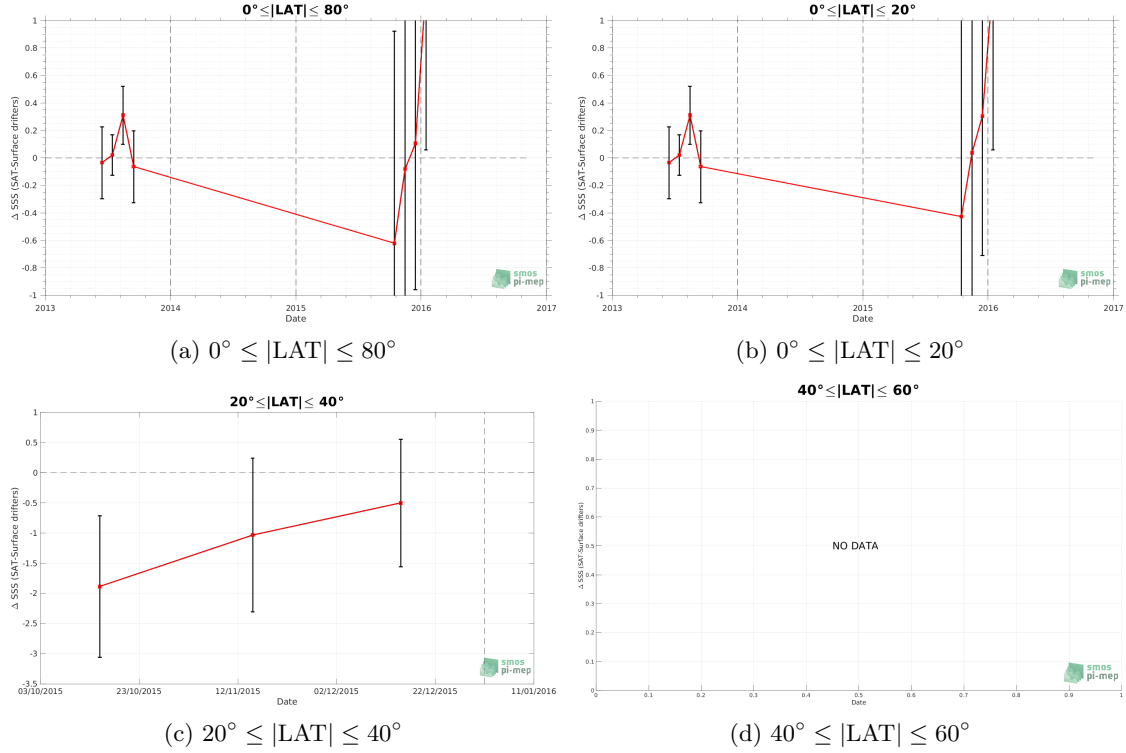 0°≤|LAT|≤ 80°
1
0.8
0.6
0.4
0.2
0
-0.2
-0.4
-0.6
-0.8
-1
Δ SSS (SAT-Surface drifters)
2013 2014 2015 2016 2017
Date
smos
pi-mep
(a) 0° ≤ |LAT| ≤ 80°
0°≤|LAT|≤ 20°
1
0.8
0.6
0.4
0.2
0
-0.2
-0.4
-0.6
-0.8
-1
Δ SSS (SAT-Surface drifters)
2013 2014 2015 2016 2017
Date
smos
pi-mep
(b) 0° ≤ |LAT| ≤ 20°
20°≤|LAT|≤ 40°
1
0.5
0
-0.5
-1
-1.5
-2
-2.5
-3
-3.5
Δ SSS (SAT-Surface drifters)
03/10/2015 23/10/2015 12/11/2015 02/12/2015 22/12/2015 11/01/2016
Date
smos
pi-mep
(c) 20° ≤ |LAT| ≤ 40°
40°≤|LAT|≤ 60°
1
0.9
0.8
0.7
0.6
0.5
0.4
0.3
0.2
0.1
0
Δ SSS (SAT-Surface drifters)
NO DATA
0 0.1 0.2 0.3 0.4 0.5 0.6 0.7 0.8 0.9 1
Date
smos
pi-mep
(d) 40° ≤ |LAT| ≤ 60°